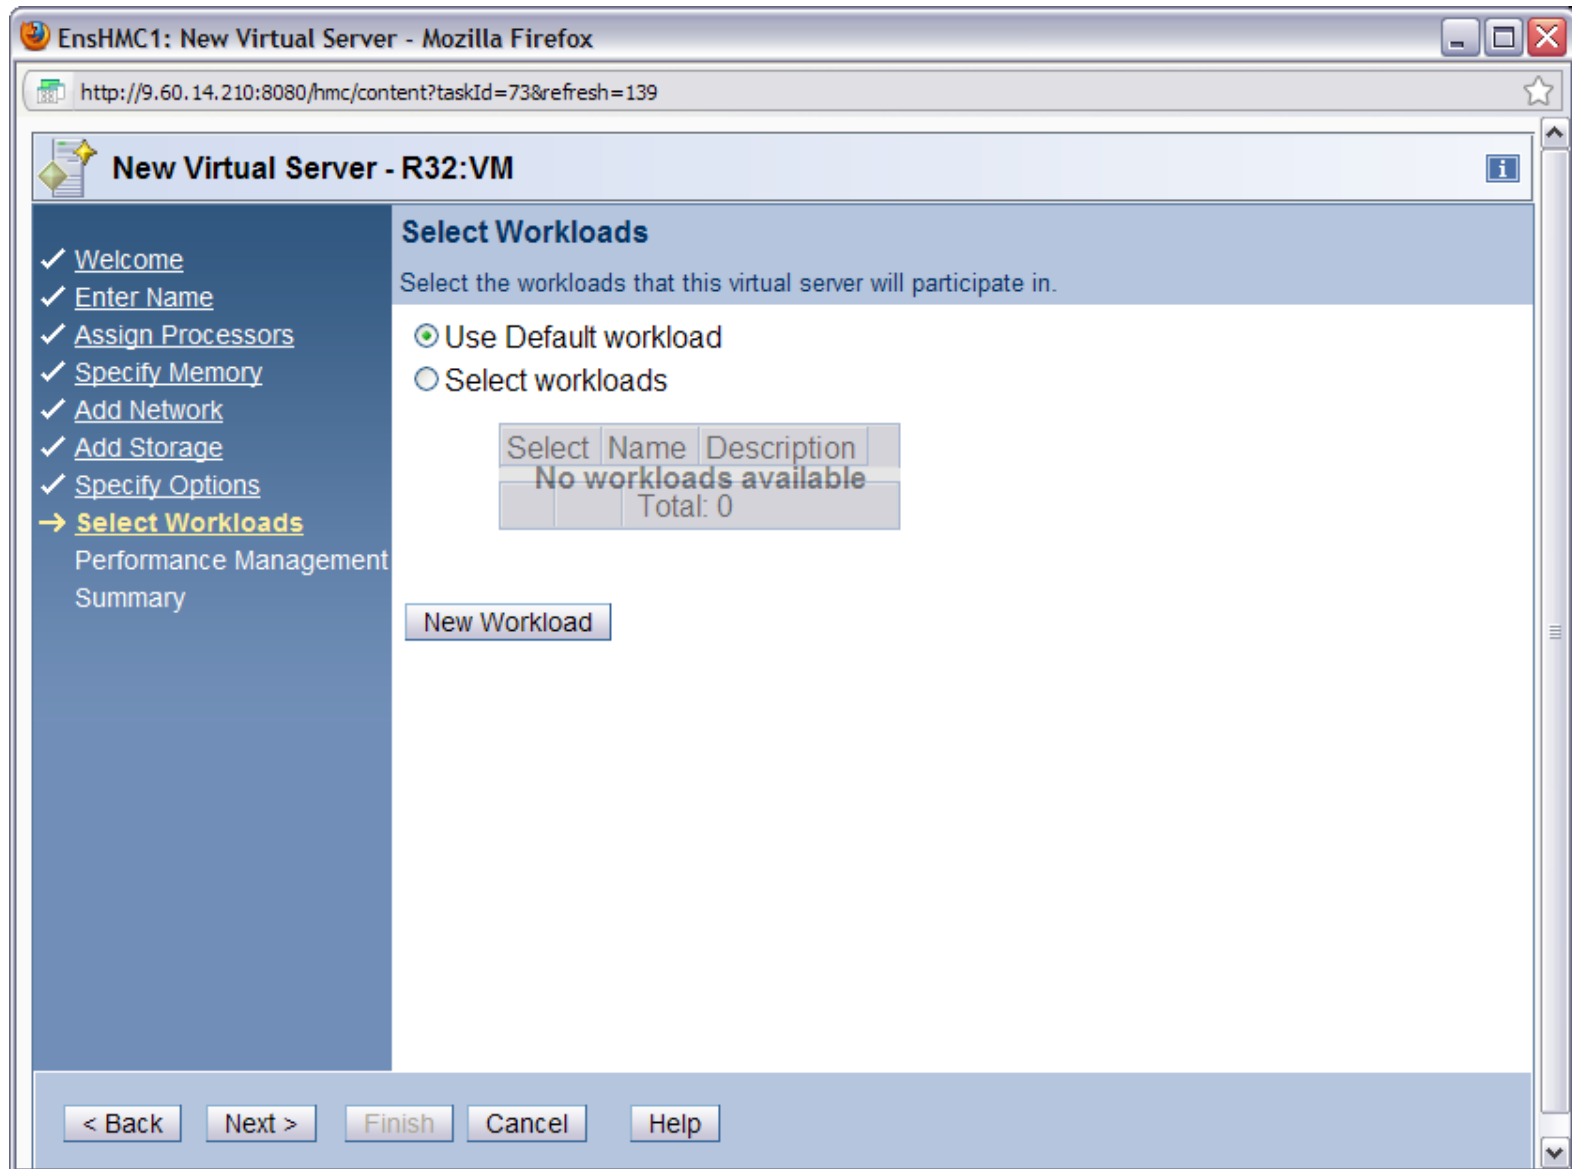 EnsHMC1: New Virtual Server - Mozilla Firefox
http://9.60.14.210:8080/hmc/content?taskId=73&refresh=139
New Virtual Server - R32:VM
i
Welcome
Enter Name
Assign Processors
Specify Memory
Add Network
Add Storage
Specify Options
Select Workloads
Performance Management
Summary
Select Workloads
Select the workloads that this virtual server will participate in.
Use Default workload
Select workloads
Select Name Description
No workloads available
Total: 0
New Workload
< Back Next > Finish Cancel Help